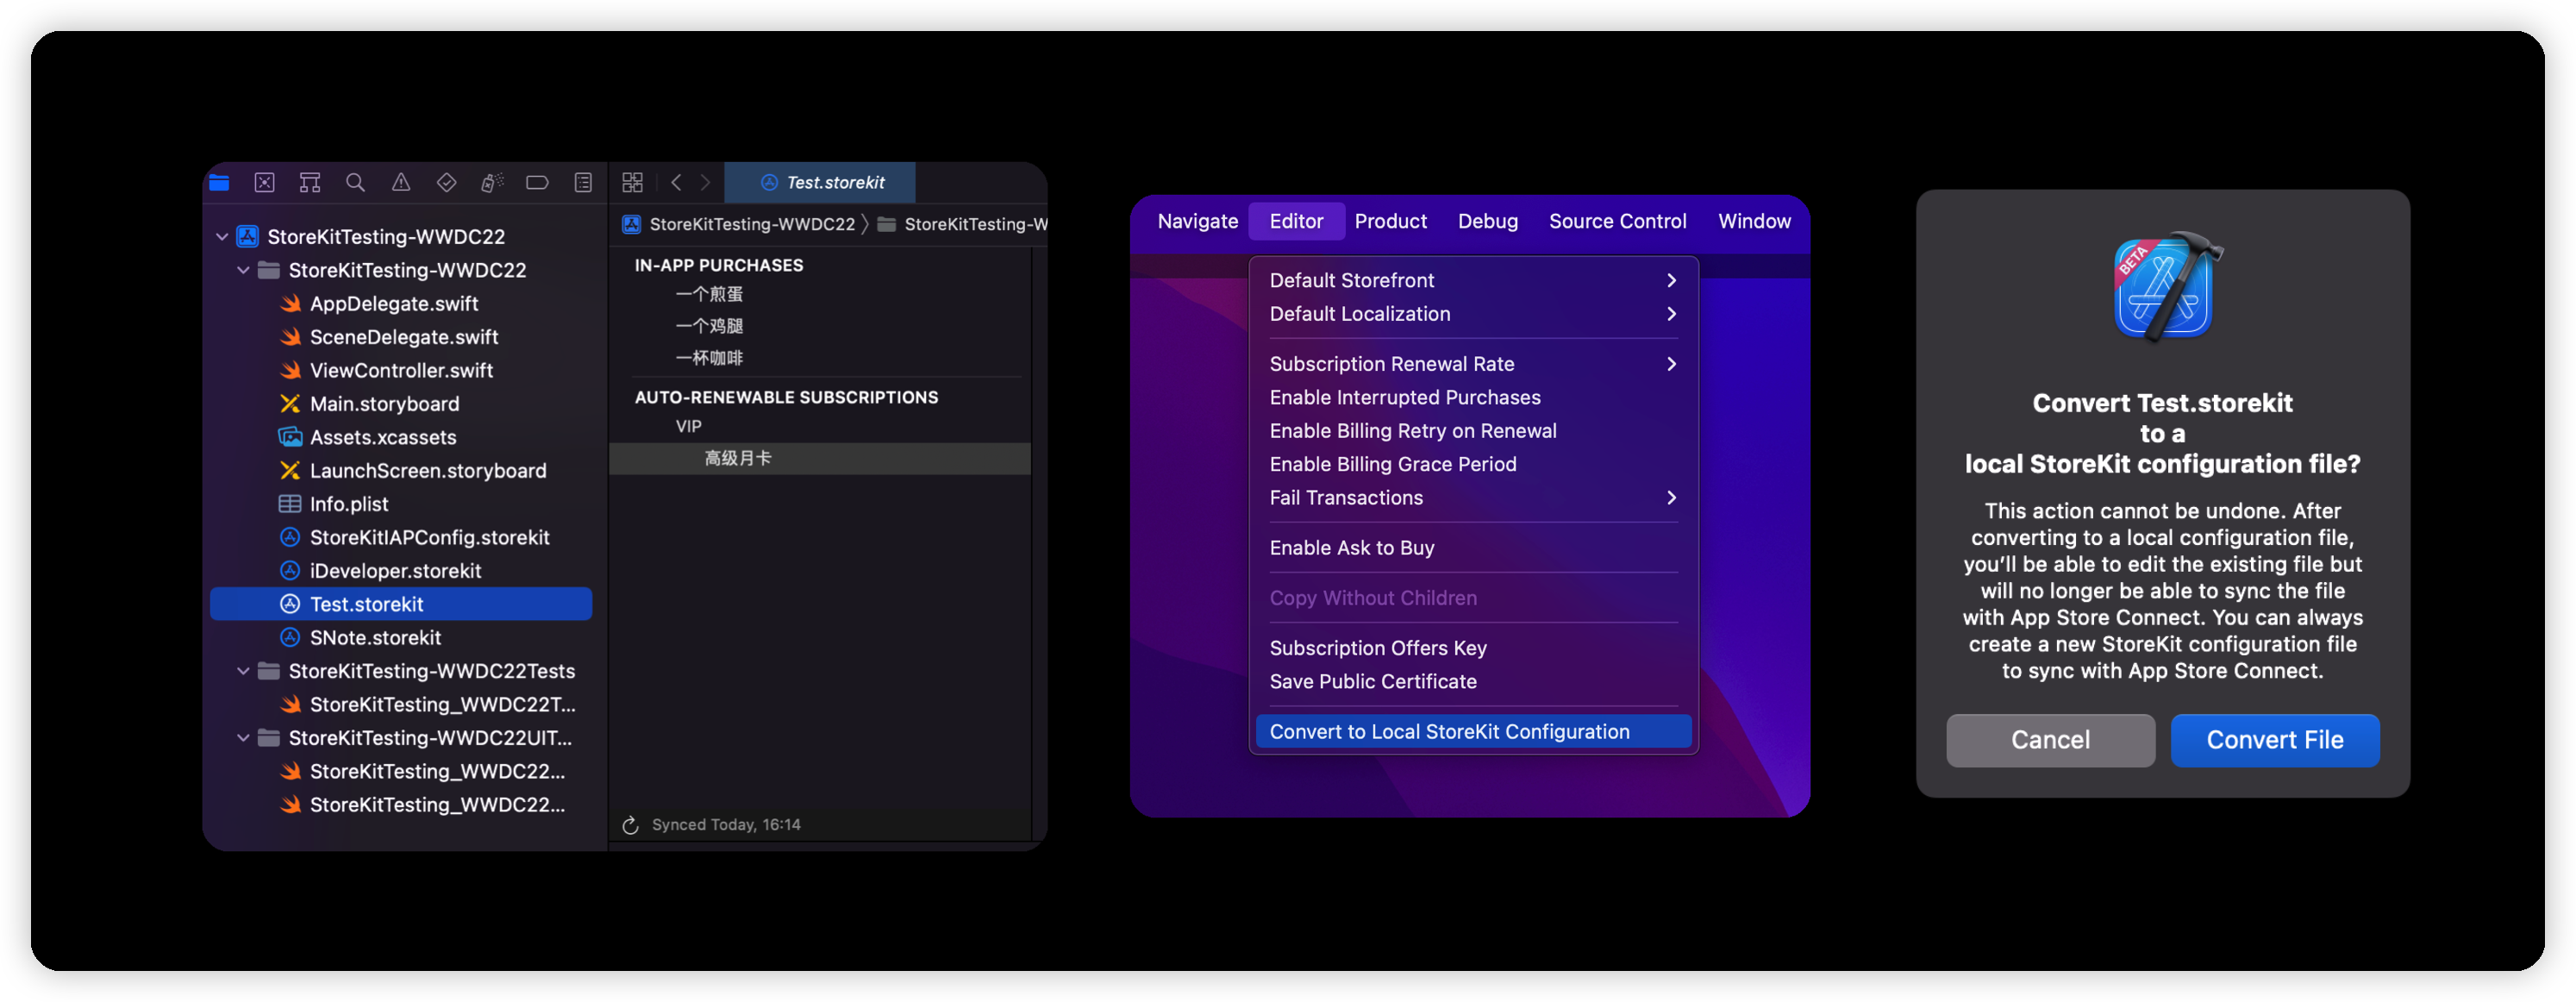 StoreKitTesting-WWDC22
StoreKitTesting-WWDC22
AppDelegate.swift
SceneDelegate.swift
ViewController.swift
Main.storyboard
Assets.xcassets
LaunchScreen.storyboard
Info.plist
StoreKitIAPConfig.storekit
iDeveloper.storekit
Test.storekit
SNote.storekit
StoreKitTesting-WWDC22Tests
StoreKitTesting_WWDC22T...
StoreKitTesting-WWDC22UIT...
StoreKitTesting_WWDC22...
StoreKitTesting_WWDC22...
Test.storekit
StoreKitTesting-WWDC22 〉 StoreKitTesting-W
IN-APP PURCHASES
一个煎蛋
一个鸡腿
一杯咖啡
AUTO-RENEWABLE SUBSCRIPTIONS
VIP
高级月卡
Synced Today, 16:14
Navigate Editor Product Debug Source Control Window
Default Storefront
Default Localization
Subscription Renewal Rate
Enable Interrupted Purchases
Enable Billing Retry on Renewal
Enable Billing Grace Period
Fail Transactions
Enable Ask to Buy
Copy Without Children
Subscription Offers Key
Save Public Certificate
Convert to Local StoreKit Configuration
BETA
Convert Test.storekit
to a
local StoreKit configuration file?
This action cannot be undone. After
converting to a local configuration file,
you’ll be able to edit the existing file but
will no longer be able to sync the file
with App Store Connect. You can always
create a new StoreKit configuration file
to sync with App Store Connect.
Cancel
Convert File